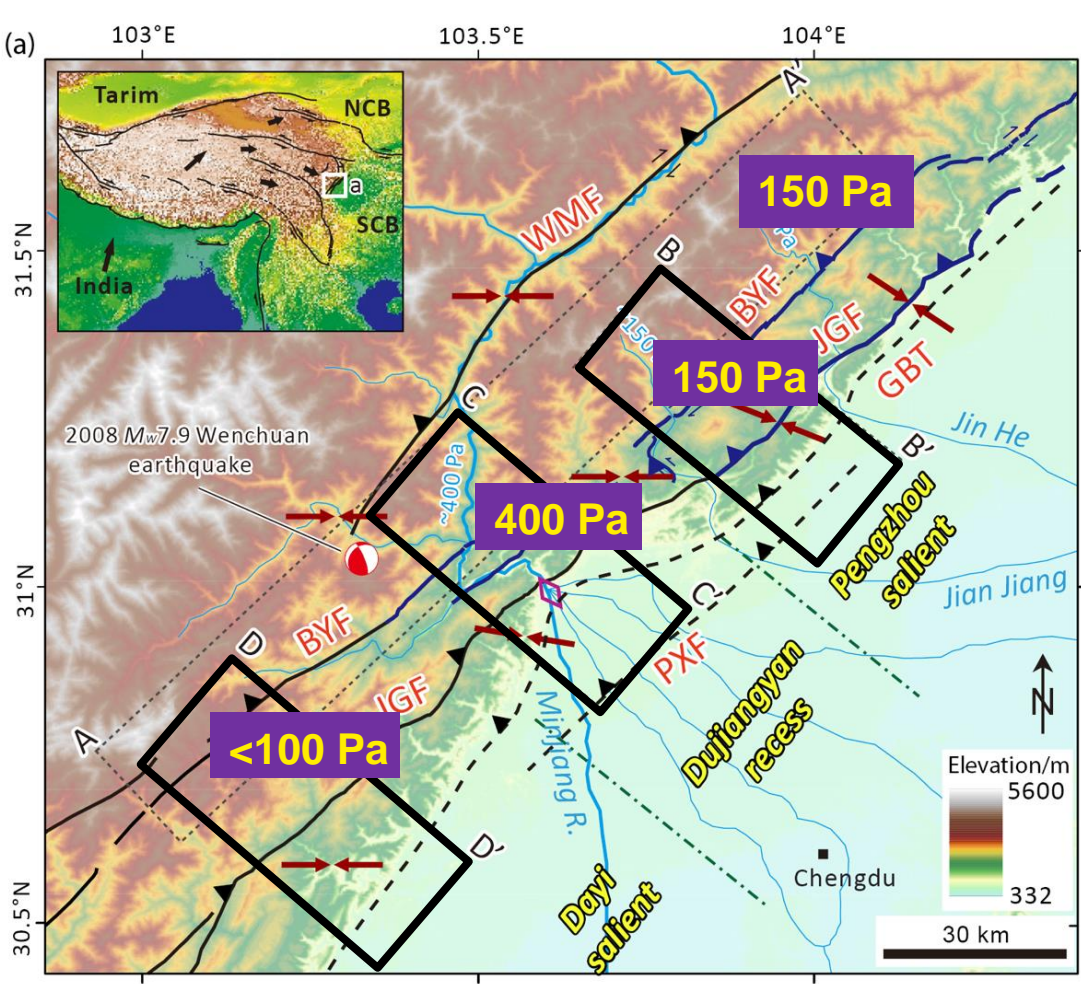 (a)
103°E
103.5°E
104°E
31.5°N
31°N
30.5°N
Tarim
NCB
a
SCB
India
A'
WMF
150 Pa
Pa
B
BYF
JGF
GBT
~150
150 Pa
Jin He
B'
C
2008 Mw7.9 Wenchuan
earthquake
~400 Pa
400 Pa
Pengzhou
salient
Jian Jiang
C'
PXF
D
BYF
JGF
A
<100 Pa
Minjiang R.
Dujiangyan
recess
N
Elevation/m
5600
332
D'
Chengdu
Dayi
salient
30 km